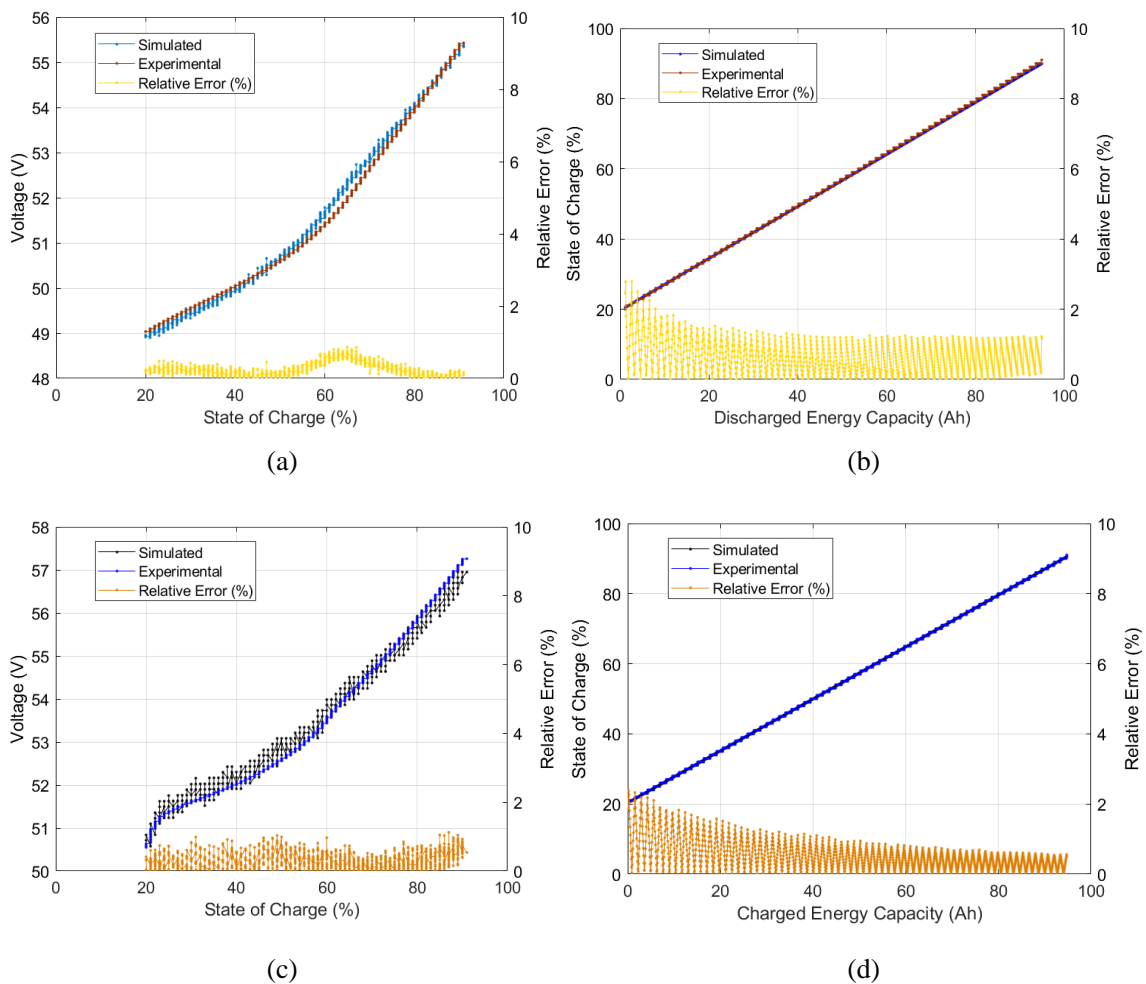 56
55
54
53
52
51
50
49
48
Voltage (V)
Simulated
Experimental
Relative Error (%)
10
8
6
4
2
0
Relative Error (%)
0
20
40
60
80
100
State of Charge (%)
(a)
100
80
60
40
20
0
State of Charge (%)
Simulated
Experimental
Relative Error (%)
10
8
6
4
2
0
Relative Error (%)
0
20
40
60
80
100
Discharged Energy Capacity (Ah)
(b)
58
57
56
55
54
53
52
51
50
Voltage (V)
Simulated
Experimental
Relative Error (%)
10
8
6
4
2
0
Relative Error (%)
0
20
40
60
80
100
State of Charge (%)
(c)
100
80
60
40
20
0
State of Charge (%)
Simulated
Experimental
Relative Error (%)
10
8
6
4
2
0
Relative Error (%)
0
20
40
60
80
100
Charged Energy Capacity (Ah)
(d)